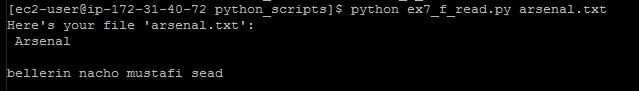 [ec2-user@ip-172-31-40-72 python_scripts]$ python ex7_f_read.py arsenal.txt
Here's your file 'arsenal.txt':
 Arsenal
bellerin nacho mustafi sead